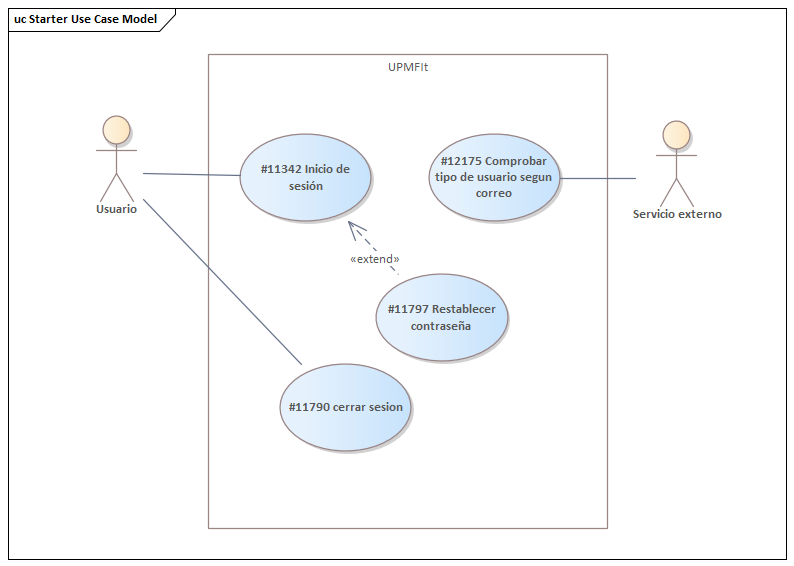 uc Starter Use Case Model
UPMFIt
#11342 Inicio de
sesión
#12175 Comprobar
tipo de usuario segun
correo
Usuario
Servicio externo
«extend»
#11797 Restablecer
contraseña
#11790 cerrar sesion